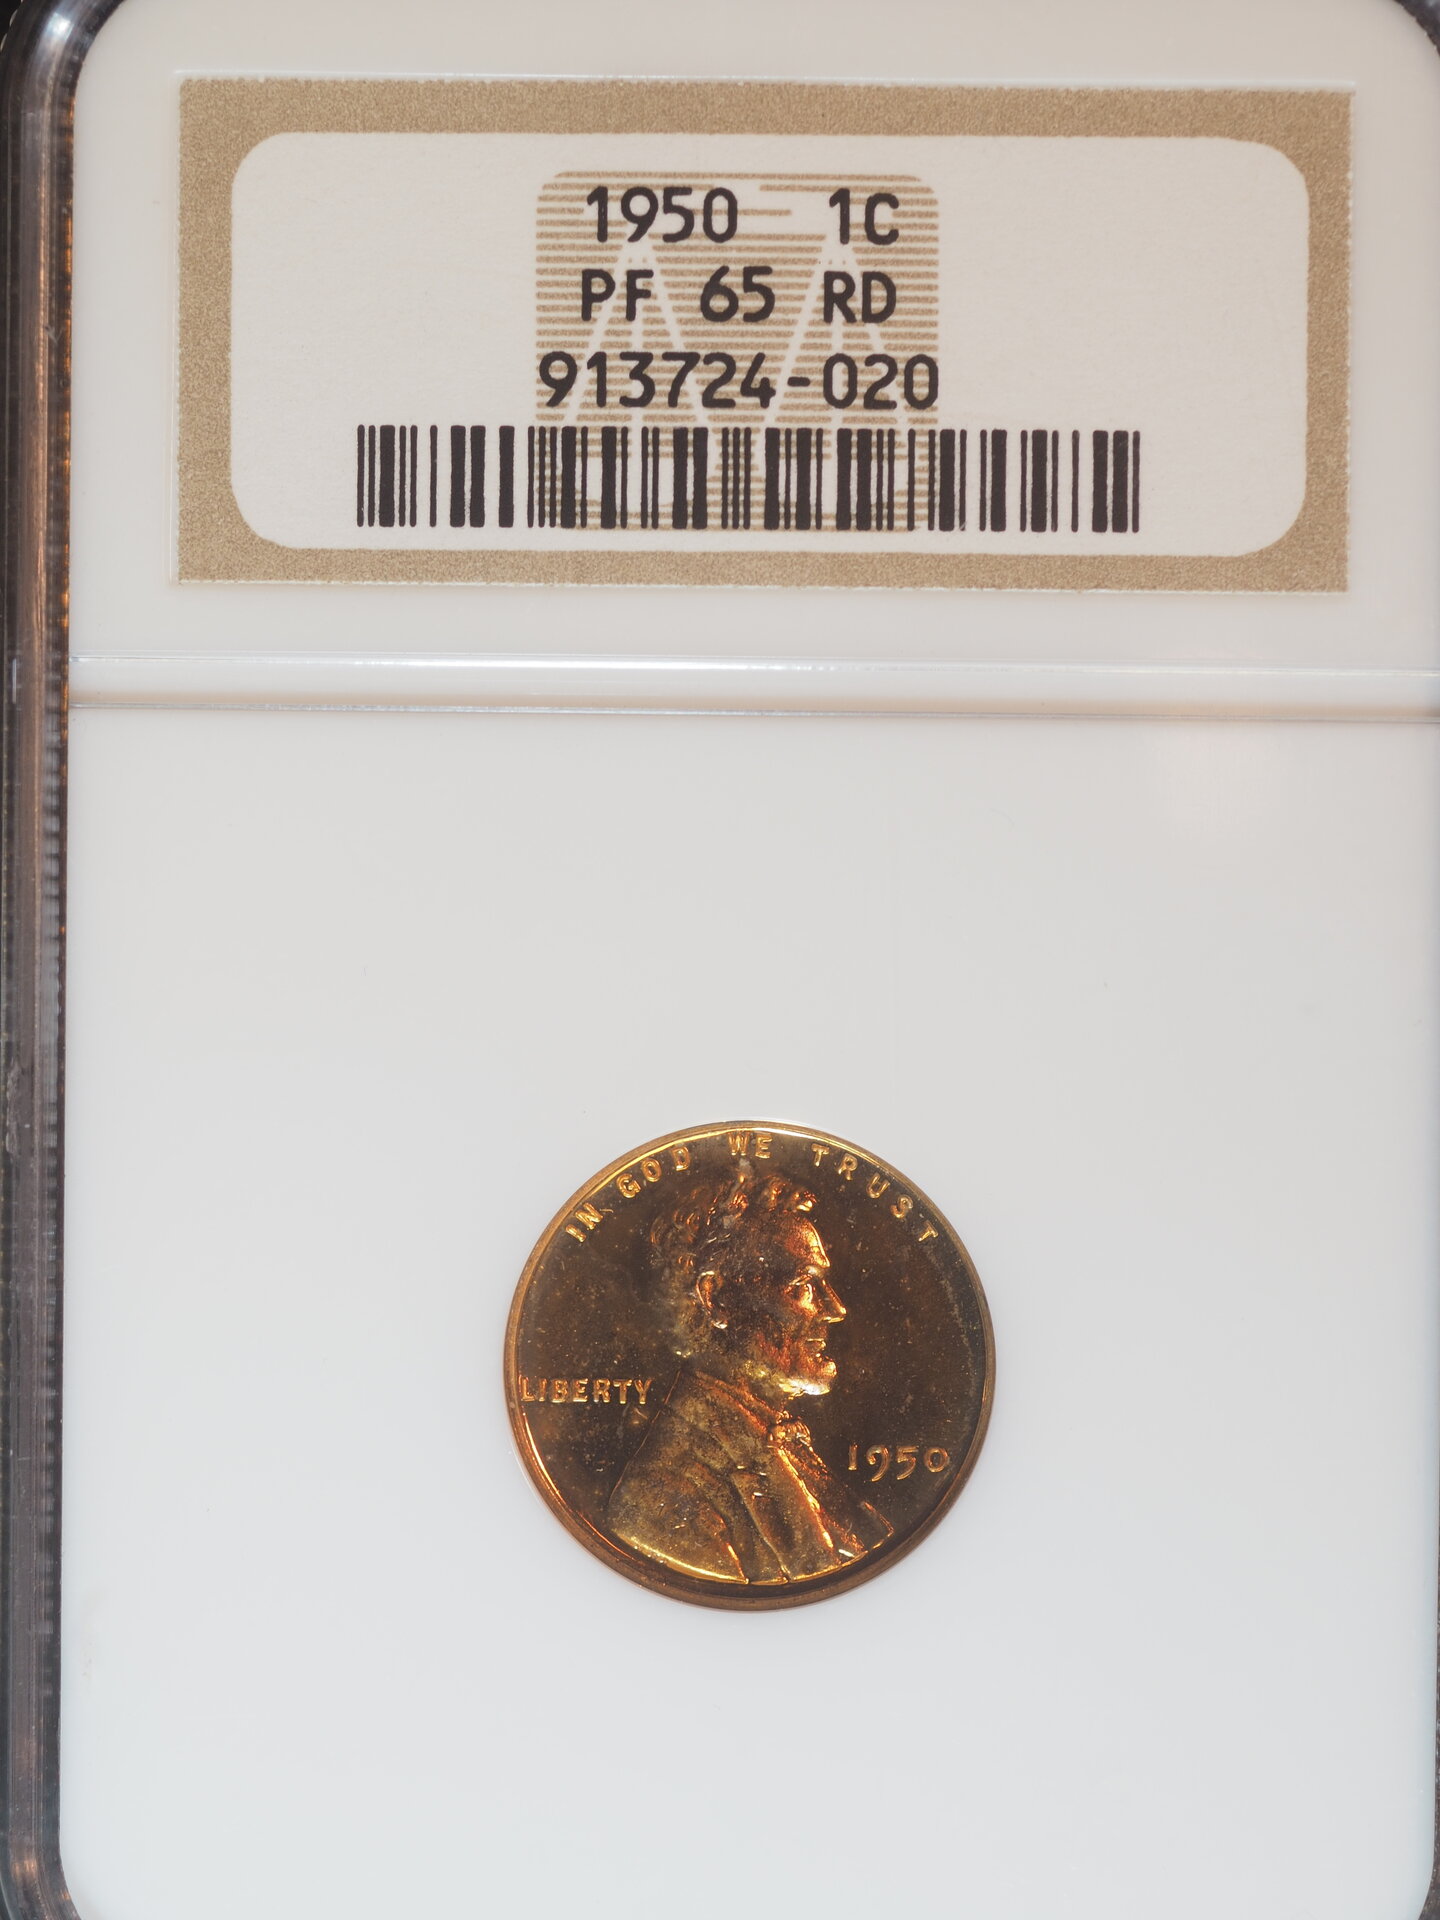 1950 1C
PF 65 RD
913724-020
IN GOD WE TRUST
LIBERTY
1950